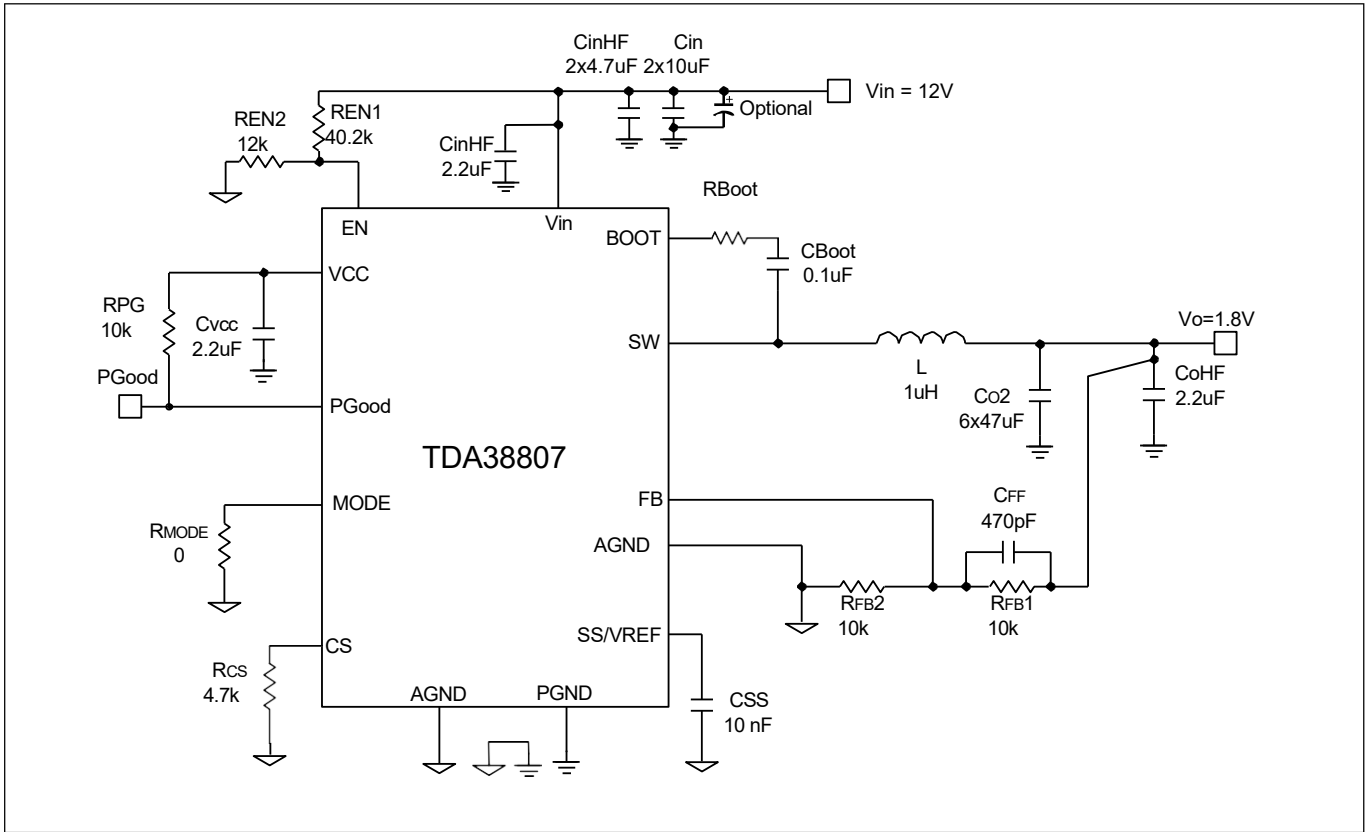 CinHF
2x4.7uF
Cin
2x10uF
Vin = 12V
+
Optional
REN1
40.2k
REN2
12k
CinHF
2.2uF
RBoot
EN
Vin
BOOT
CBoot
0.1uF
VCC
RPG
10k
Cvcc
2.2uF
SW
Vo=1.8V
PGood
L
1uH
CoHF
2.2uF
Co2
6x47uF
PGood
TDA38807
MODE
FB
CFF
470pF
RMODE
0
AGND
RFB2
10k
RFB1
10k
SS/VREF
CS
RCS
4.7k
AGND
PGND
CSS
10 nF